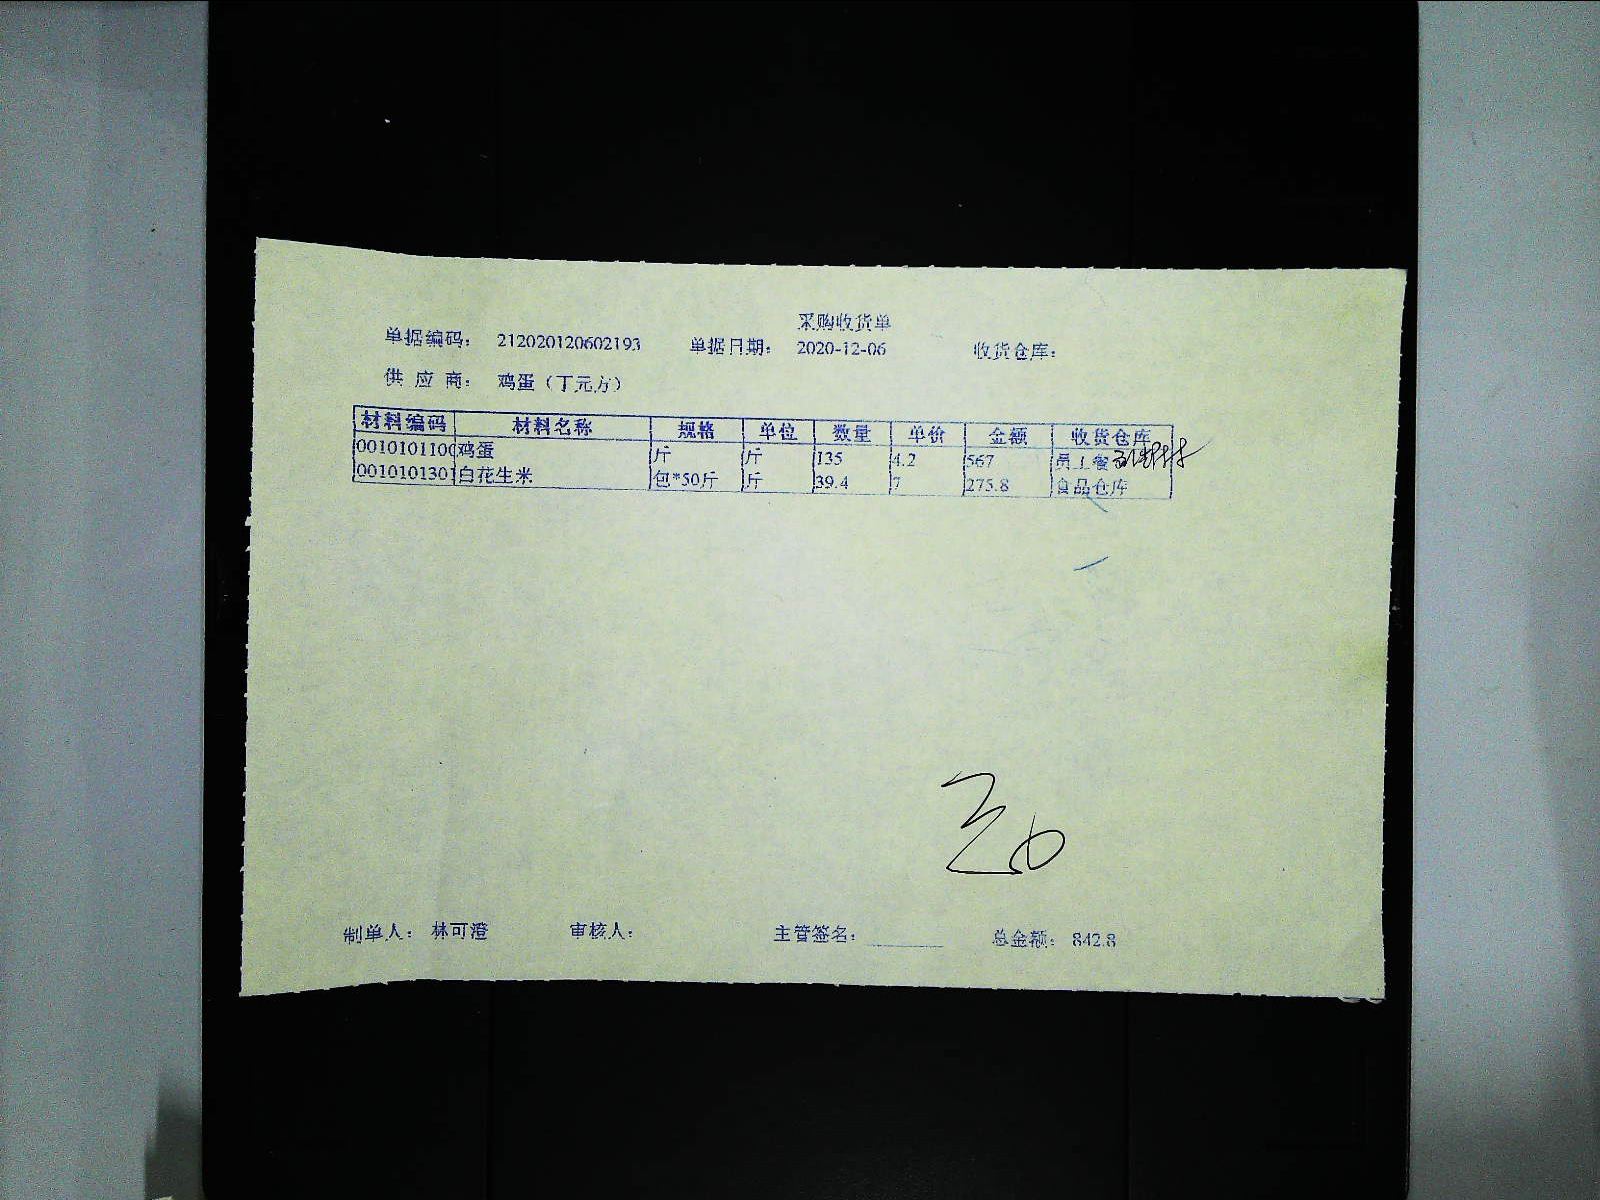 采购收货单
单据编码： 212020120602193 单据日期： 2020-12-06 收货仓库：
供 应 商： 鸡蛋（丁元方）
材料编码 材料名称 规格 单位 数量 单价 金额 收货仓库
0010101100 鸡蛋 斤 斤 135 4.2 567 员工餐
0010101301 白花生米 包*50斤 斤 39.4 7 275.8 食品仓库
制单人： 林可澄 审核人： 主管签名： 总金额： 842.8